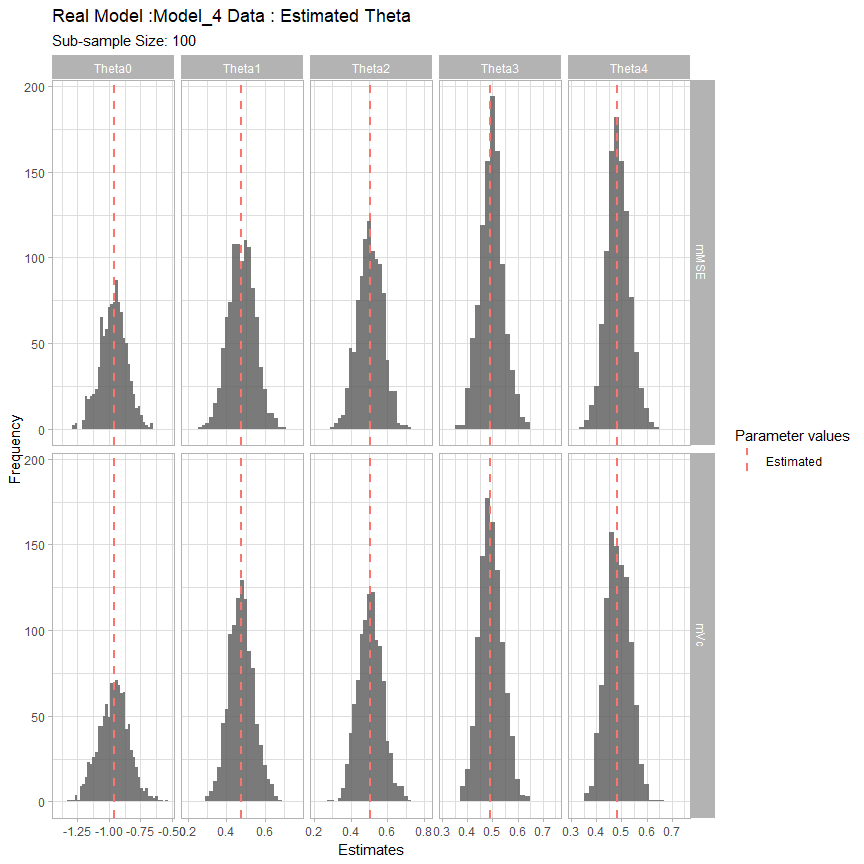 Real Model :Model_4 Data : Estimated Theta
Sub-sample Size: 100
Theta0 Theta1 Theta2 Theta3 Theta4
200
150
100
50
0
mMSE
200
150
100
50
0
mVc
Frequency
-1.25 -1.00 -0.75 -0.50 0.2 0.4 0.6 0.2 0.4 0.6 0.8 0.3 0.4 0.5 0.6 0.7 0.3 0.4 0.5 0.6 0.7
Estimates
Parameter values
Estimated